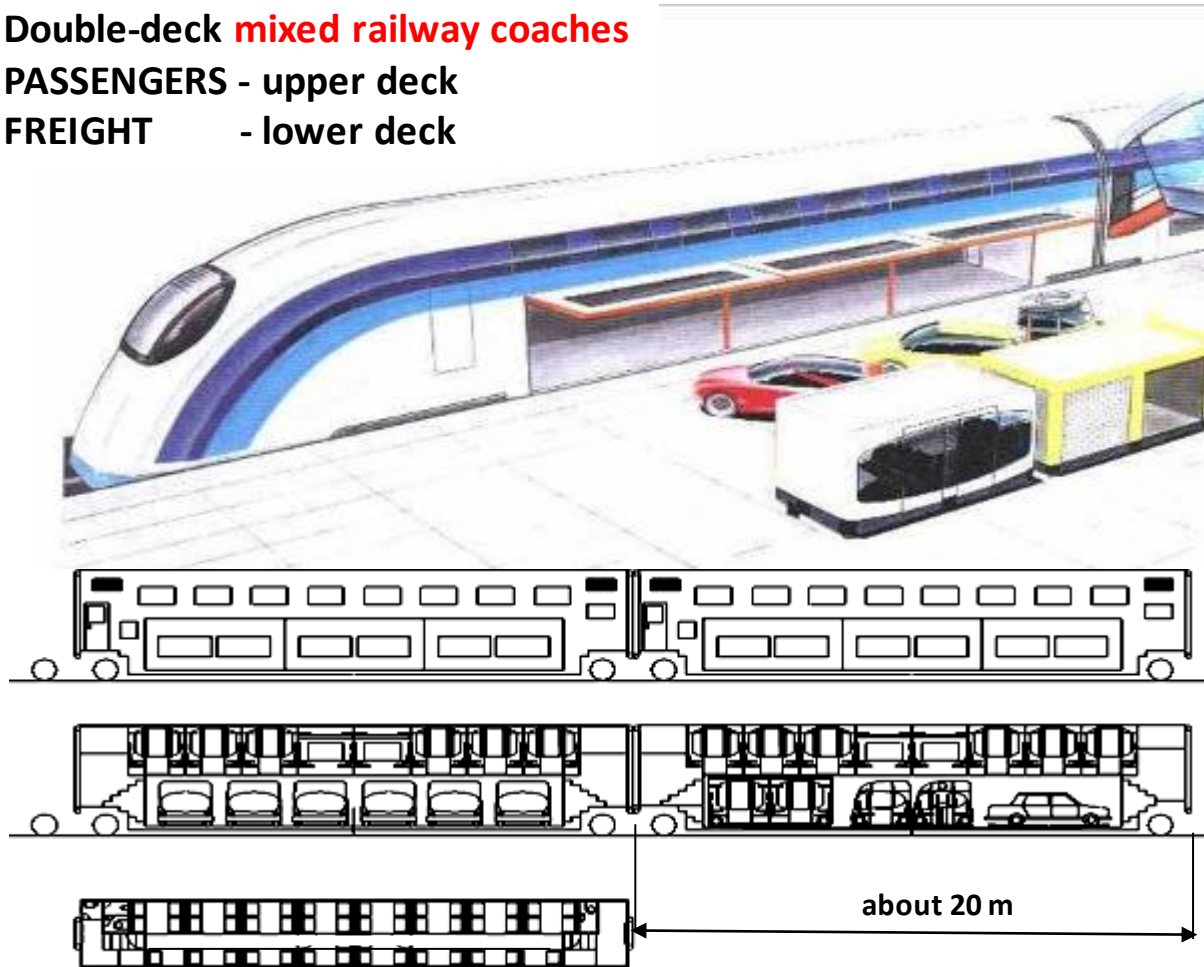 Double-deck mixed railway coaches
PASSENGERS - upper deck
FREIGHT - lower deck
about 20 m